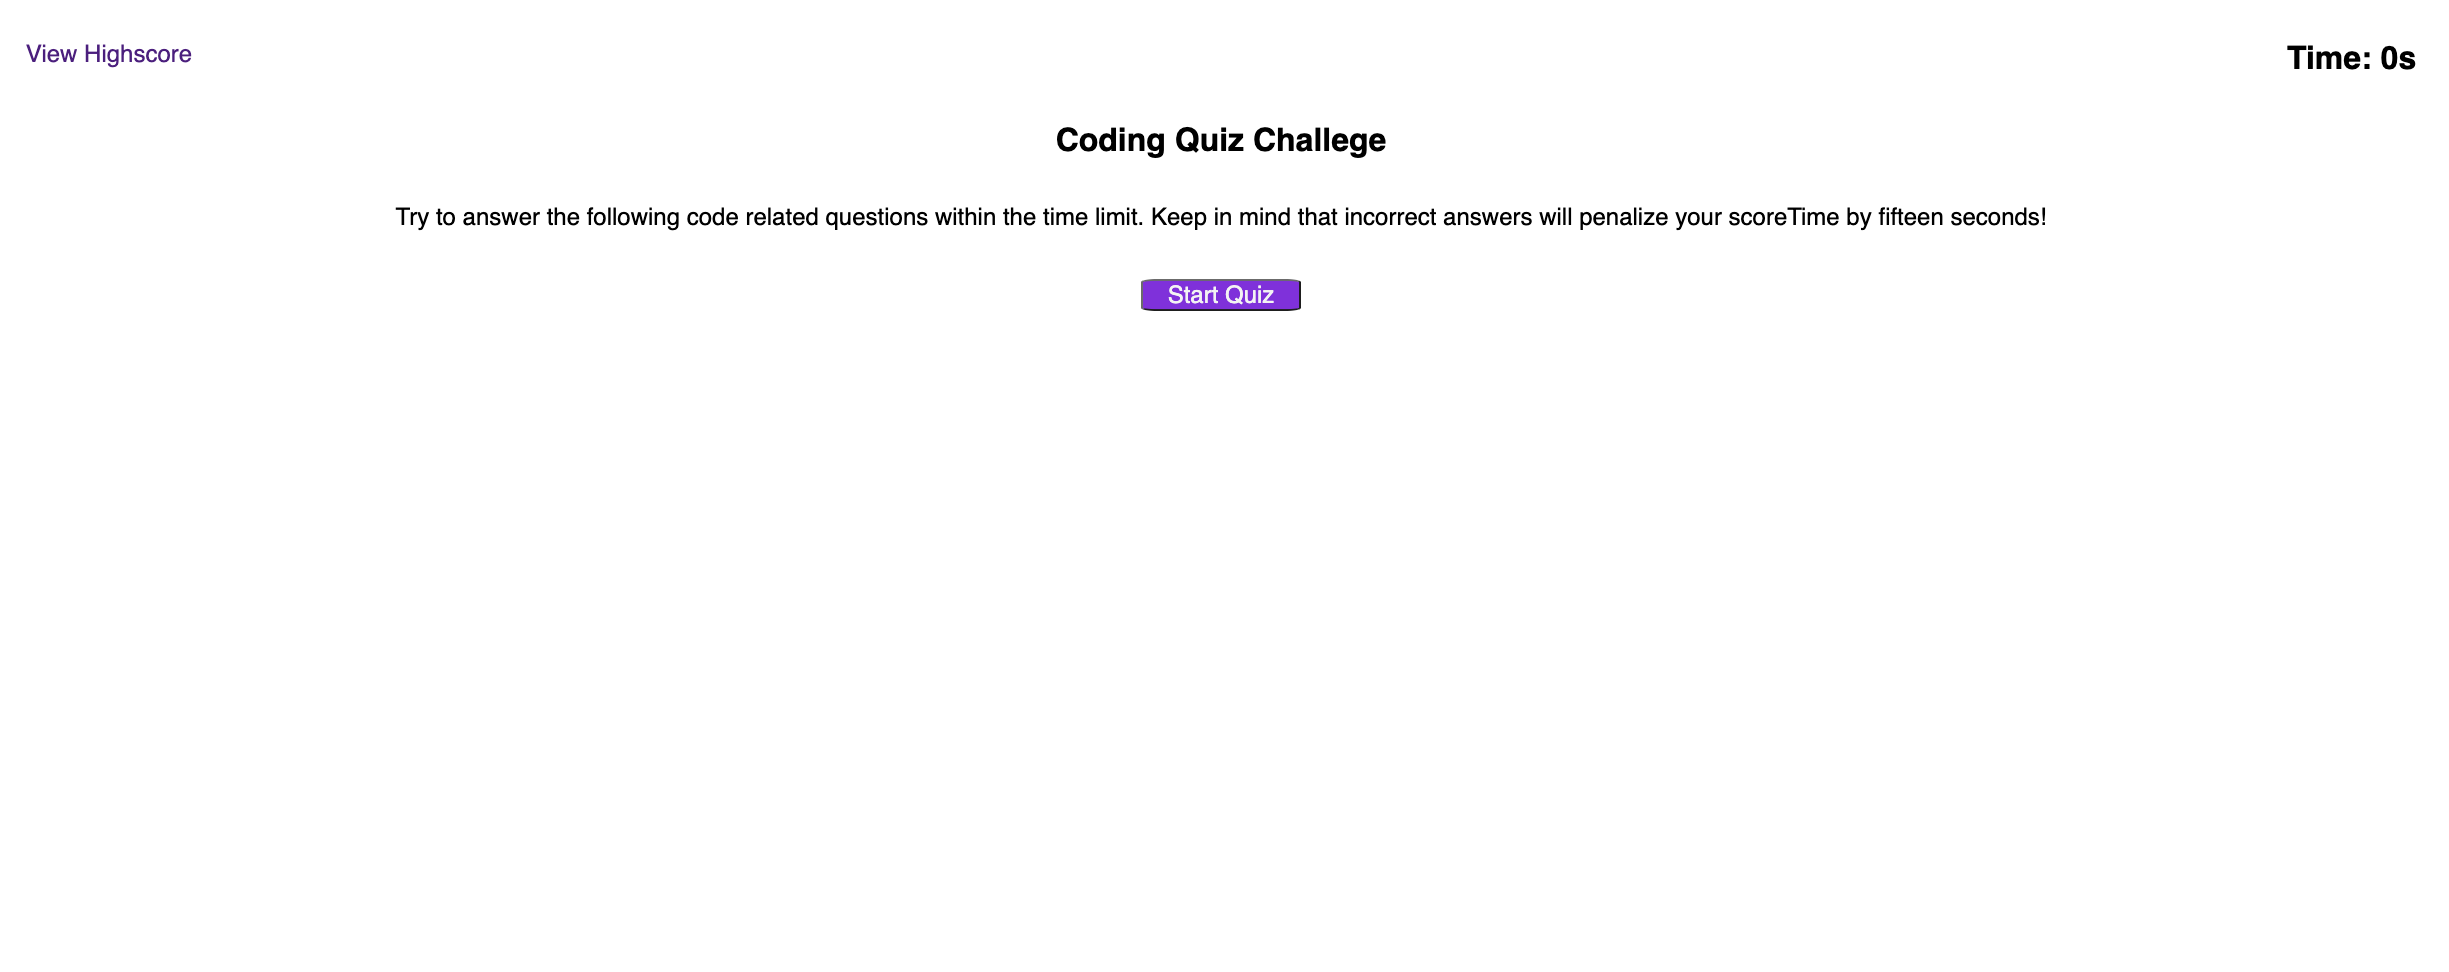 View Highscore
Time: 0s
Coding Quiz Challege
Try to answer the following code related questions within the time limit. Keep in mind that incorrect answers will penalize your scoreTime by fifteen seconds!
Start Quiz